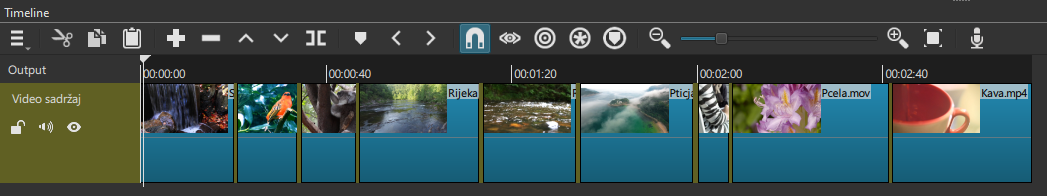 Timeline
Output
00:00:00
00:00:40
00:01:20
00:02:00
00:02:40
Video sadržaj
S
Rijeka
Pticja
Pcela.mov
Kava.mp4